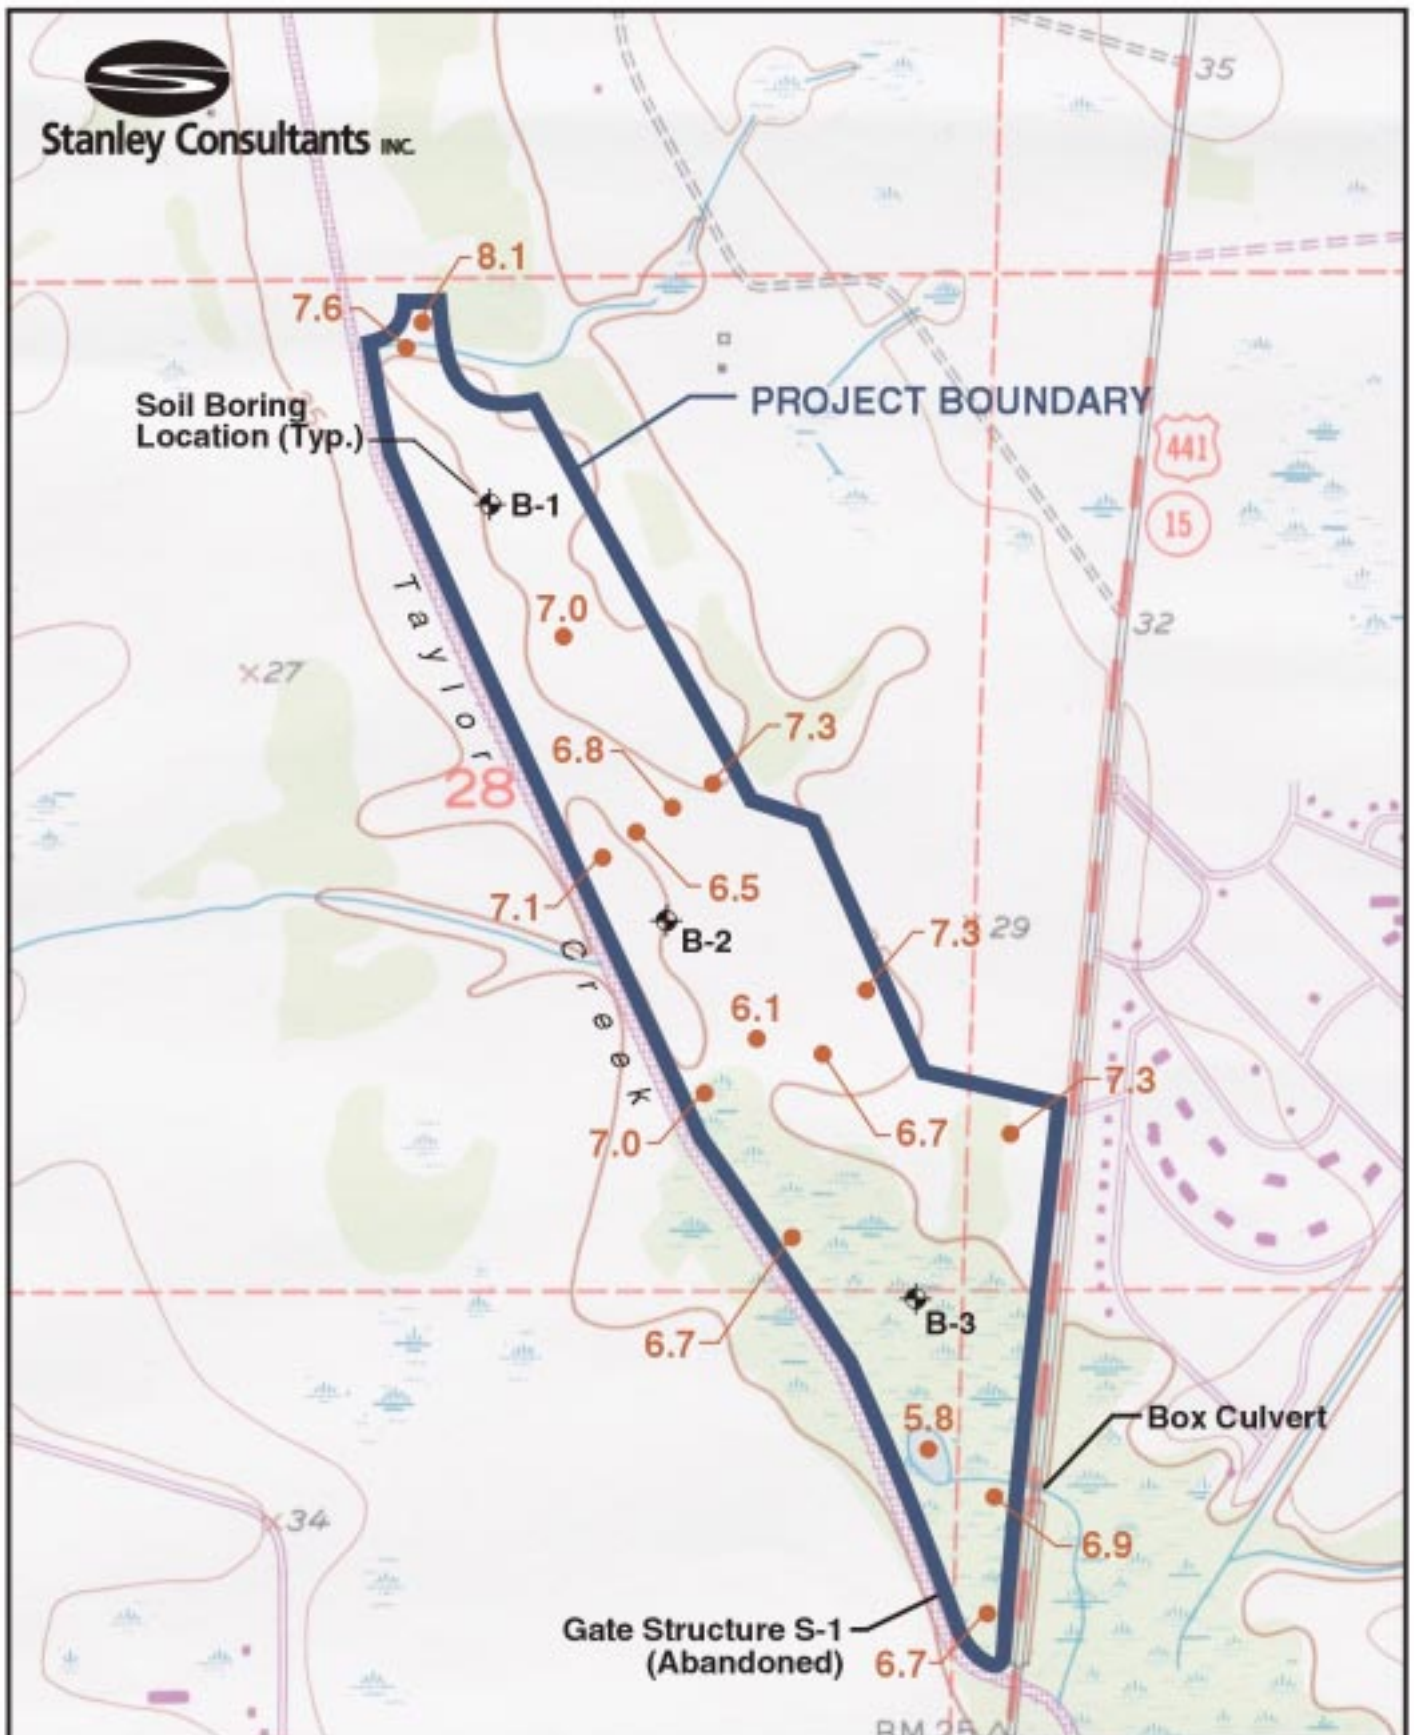 35
Stanley Consultants INC.
8.1
7.6
Soil Boring
Location (Typ.)
PROJECT BOUNDARY
441
B-1
15
Taylor
7.0
32
27
7.3
6.8
28
6.5
7.1
7.3
29
B-2
Creek
6.1
7.3
6.7
7.0
B-3
6.7
5.8
Box Culvert
34
6.9
Gate Structure S-1
(Abandoned)
6.7